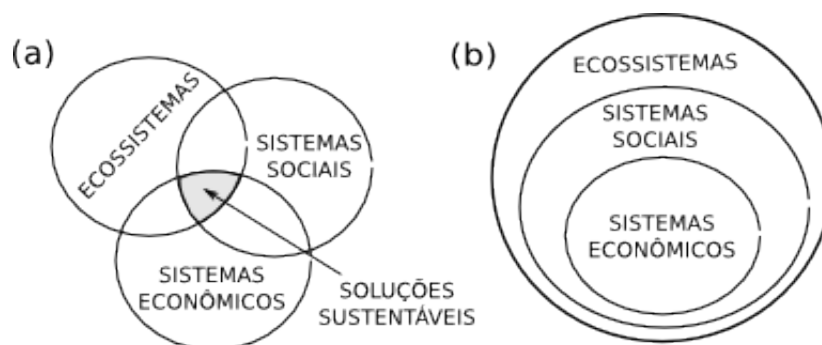 (a)
ECOSSISTEMAS
SISTEMAS
SOCIAIS
SISTEMAS
ECONÔMICOS
SOLUÇÕES
SUSTENTÁVEIS
(b)
ECOSSISTEMAS
SISTEMAS
SOCIAIS
SISTEMAS
ECONÔMICOS